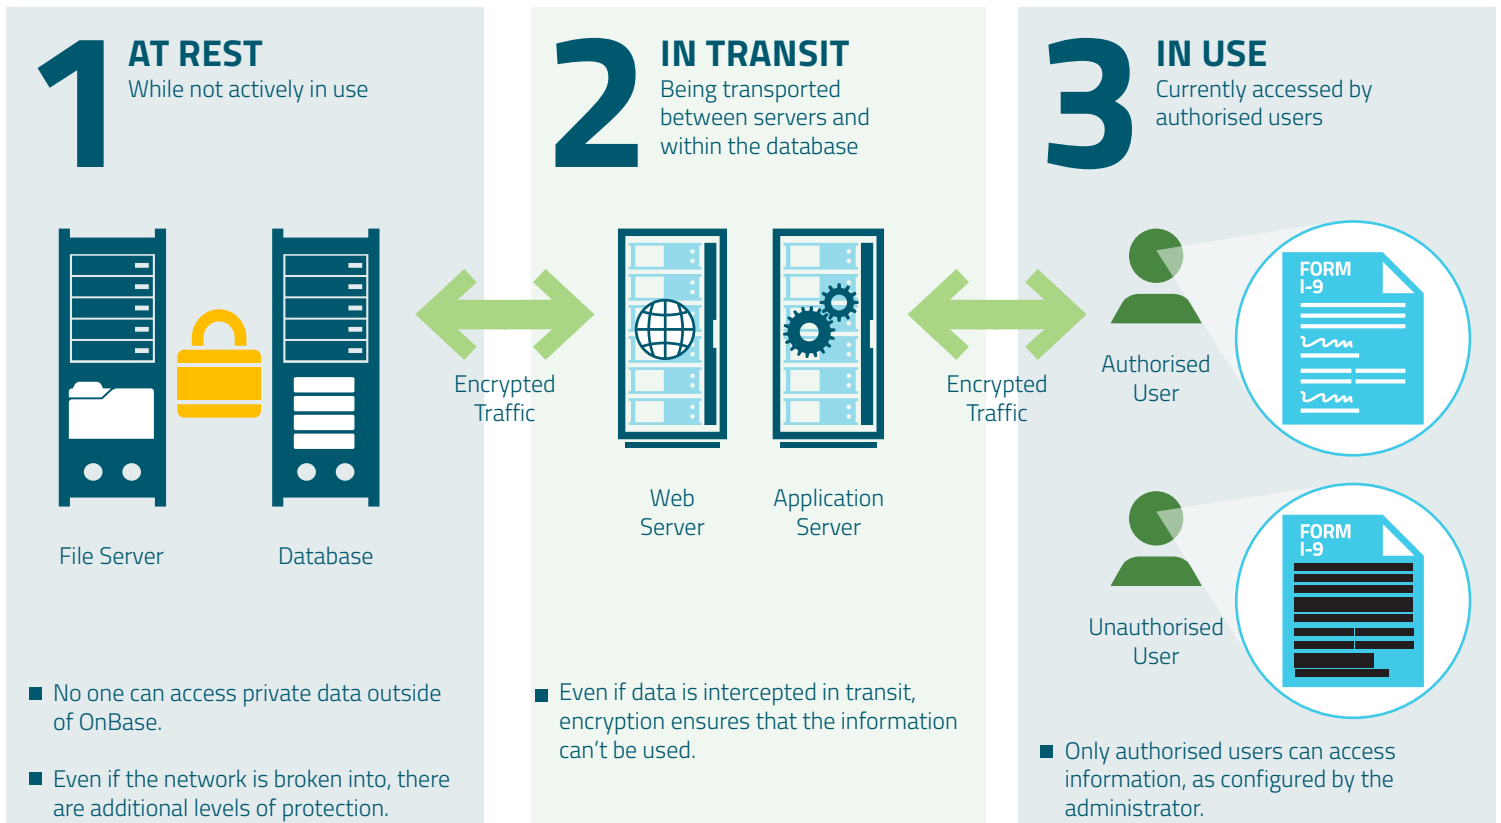 1
AT REST
While not actively in use
File Server
Database
No one can access private data outside
of OnBase.
Even if the network is broken into, there
are additional levels of protection.
Encrypted
Traffic
2
IN TRANSIT
Being transported
between servers and
within the database
Web
Server
Application
Server
Even if data is intercepted in transit,
encryption ensures that the information
can't be used.
Encrypted
Traffic
3
IN USE
Currently accessed by
authorised users
Authorised
User
FORM
I-9
Unauthorised
User
FORM
I-9
Only authorised users can access
information, as configured by the
administrator.